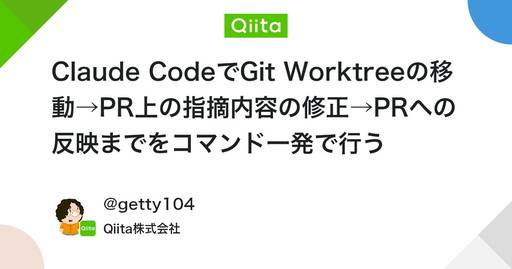 Qiita
Claude CodeでGit Worktreeの移
動→PR上の指摘内容の修正→PRへの
反映までをコマンド一発で行う
@getty104
Qiita
Qiita株式会社